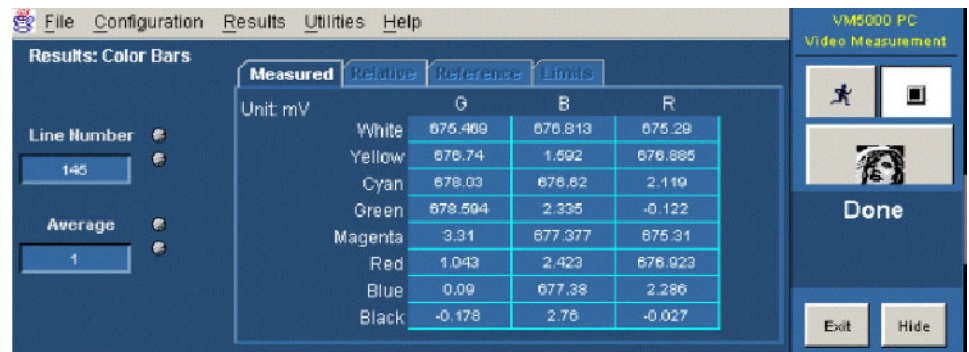 File Configuration Results Utilities Help
VM5000 PC
Video Measurement
Results: Color Bars
Measured Relative Reference Limits
Unit: mV G B R
White 675.469 676.813 675.29
Yellow 676.74 1.592 676.885
Cyan 678.03 676.62 2.119
Green 678.594 2.335 -0.122
Magenta 3.31 677.377 675.31
Red 1.043 2.423 676.923
Blue 0.09 677.38 2.286
Black -0.178 2.76 -0.027
Line Number
145
Average
1
Done
Exit Hide